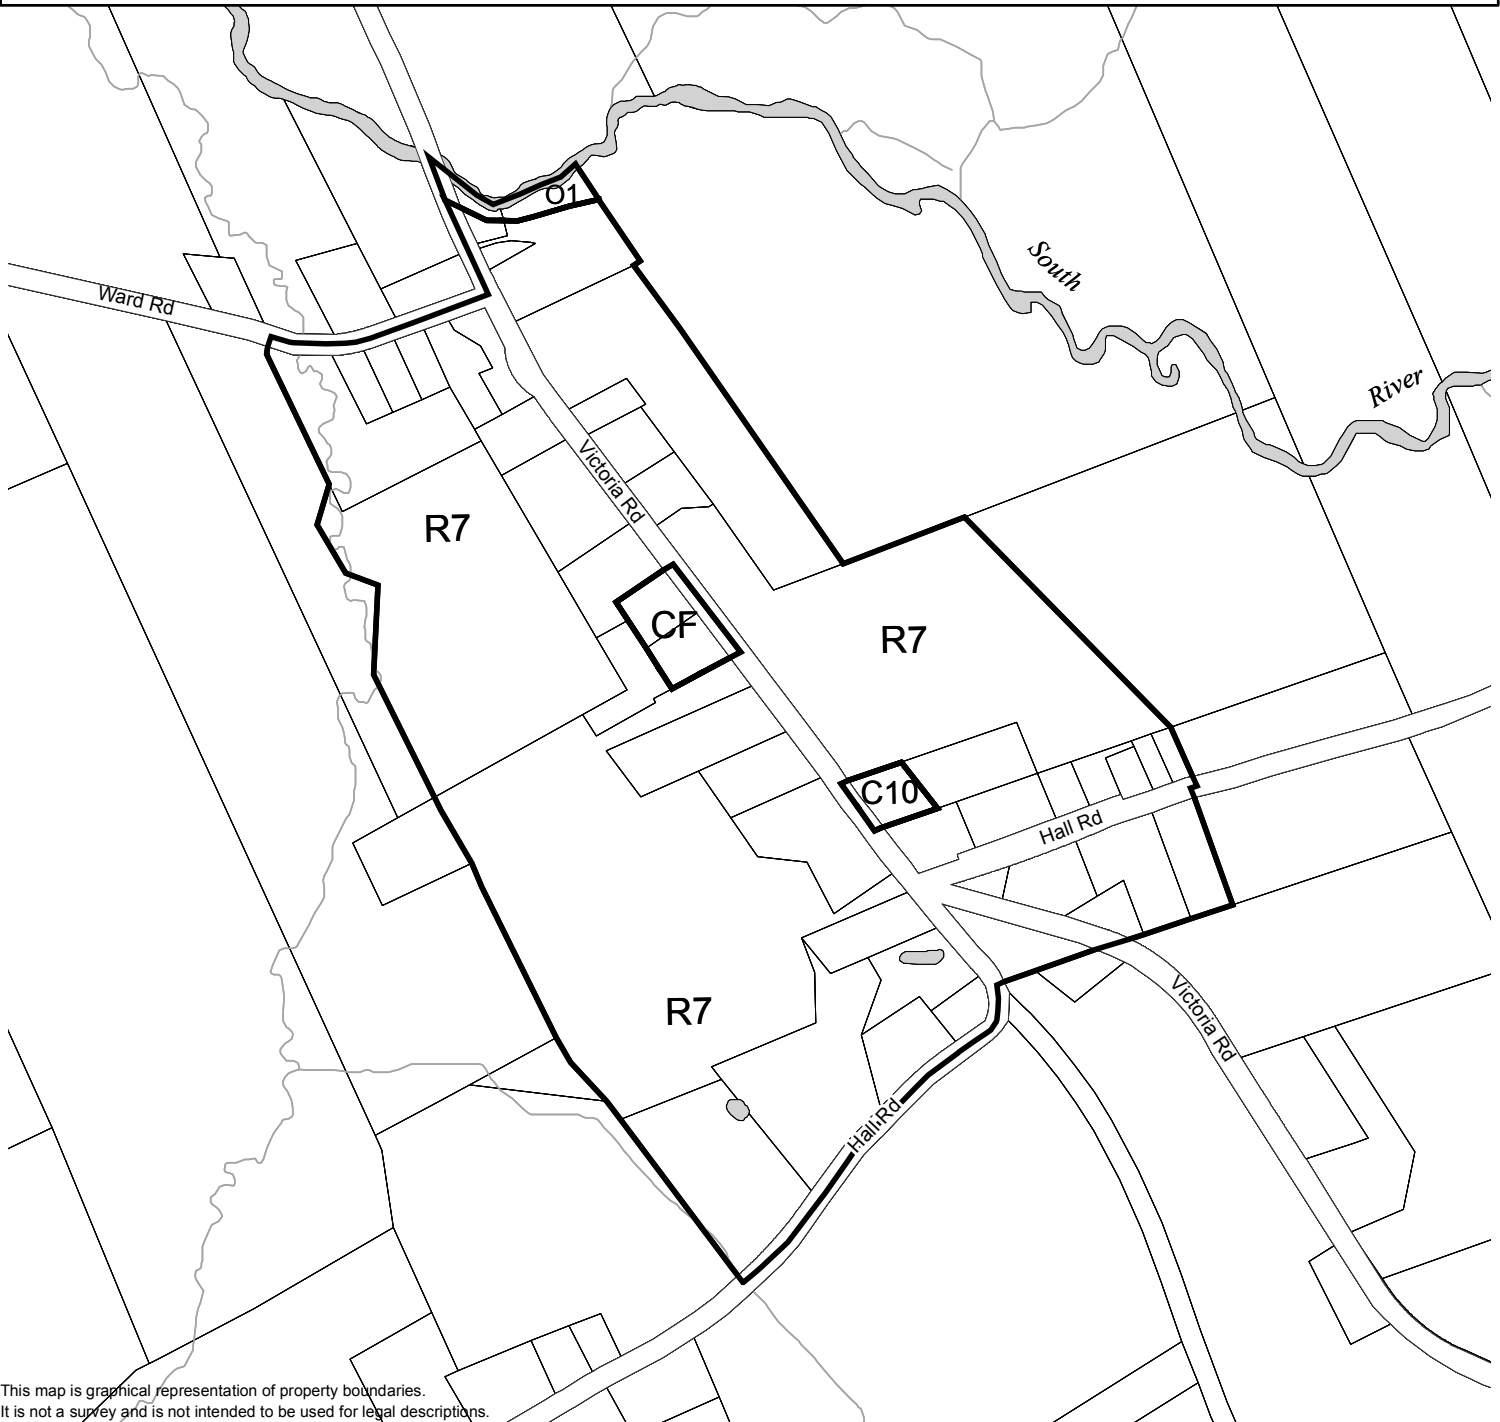 O1
South
Ward Rd
River
Victoria Rd
R7
CF
R7
C10
Hall Rd
R7
Victoria Rd
Hall Rd
This map is graphical representation of property boundaries.
It is not a survey and is not intended to be used for legal descriptions.